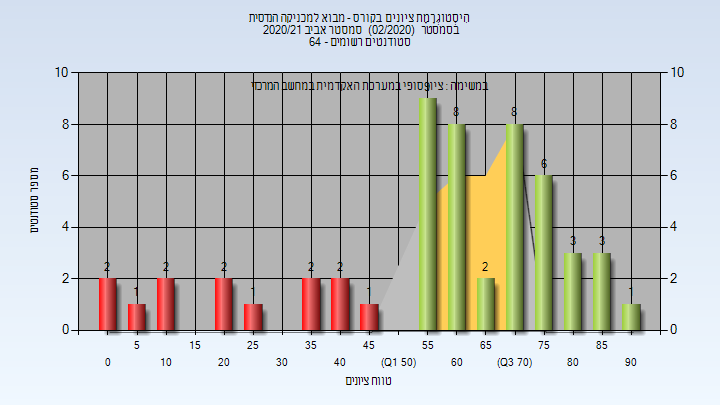 היסטוגרמת ציונים בקורס - מבוא למכניקה הנדסית
בסמסטר (02/2020) סמסטר אביב 2020/21
סטודנטים רשומים - 64
במשימה : ציון סופי במערכת האקדמית במחשב המרכזי
10 10
8 8
6 6
4 4
2 2
0 0
מספר סטודנטים
2 1 2 2 1 2 2 1 9 8 2 8 6 3 3 1
5 15 25 35 45 55 65 75 85
0 10 20 30 40 (Q1 50) 60 (Q3 70) 80 90
טווח ציונים